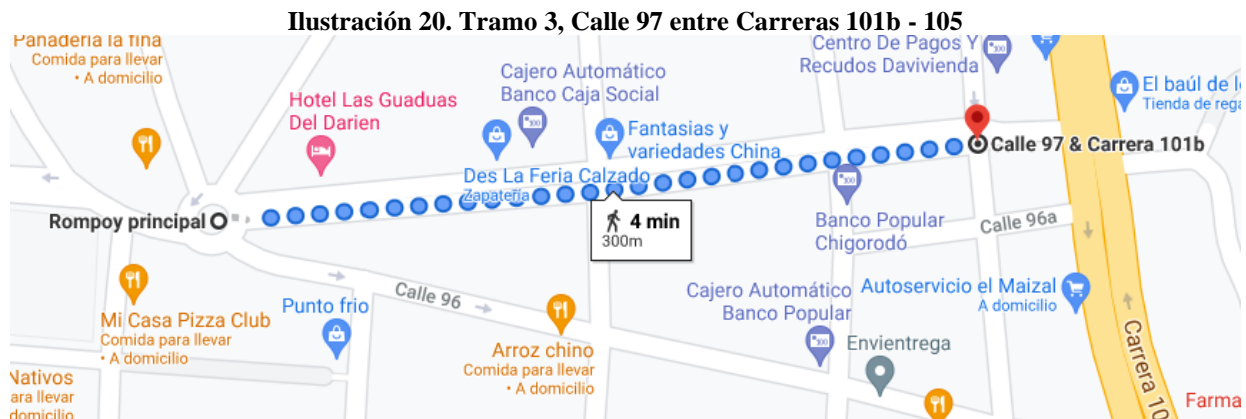 Ilustración 20. Tramo 3, Calle 97 entre Carreras 101b - 105
Panadería la fina
Comida para llevar
• A domicilio
Hotel Las Guaduas
Del Darien
Cajero Automático
Banco Caja Social
Fantasias y
variedades China
Des La Feria Calzado
Zapatería
Centro De Pagos Y
Recudos Davivienda
El baúl de
Tienda de
Calle 97 & Carrera 101b
Rompoy principal
4 min
300m
Banco Popular
Chigorodó
Calle 96a
Calle 96
Mi Casa Pizza Club
Comida para llevar
• A domicilio
Punto frio
Arroz chino
Comida para llevar
• A domicilio
Cajero Automático
Banco Popular
Autoservicio el Maizal
A domicilio
Envientrega
Carrera 10
Nativos
para llevar
domicilio
Farma